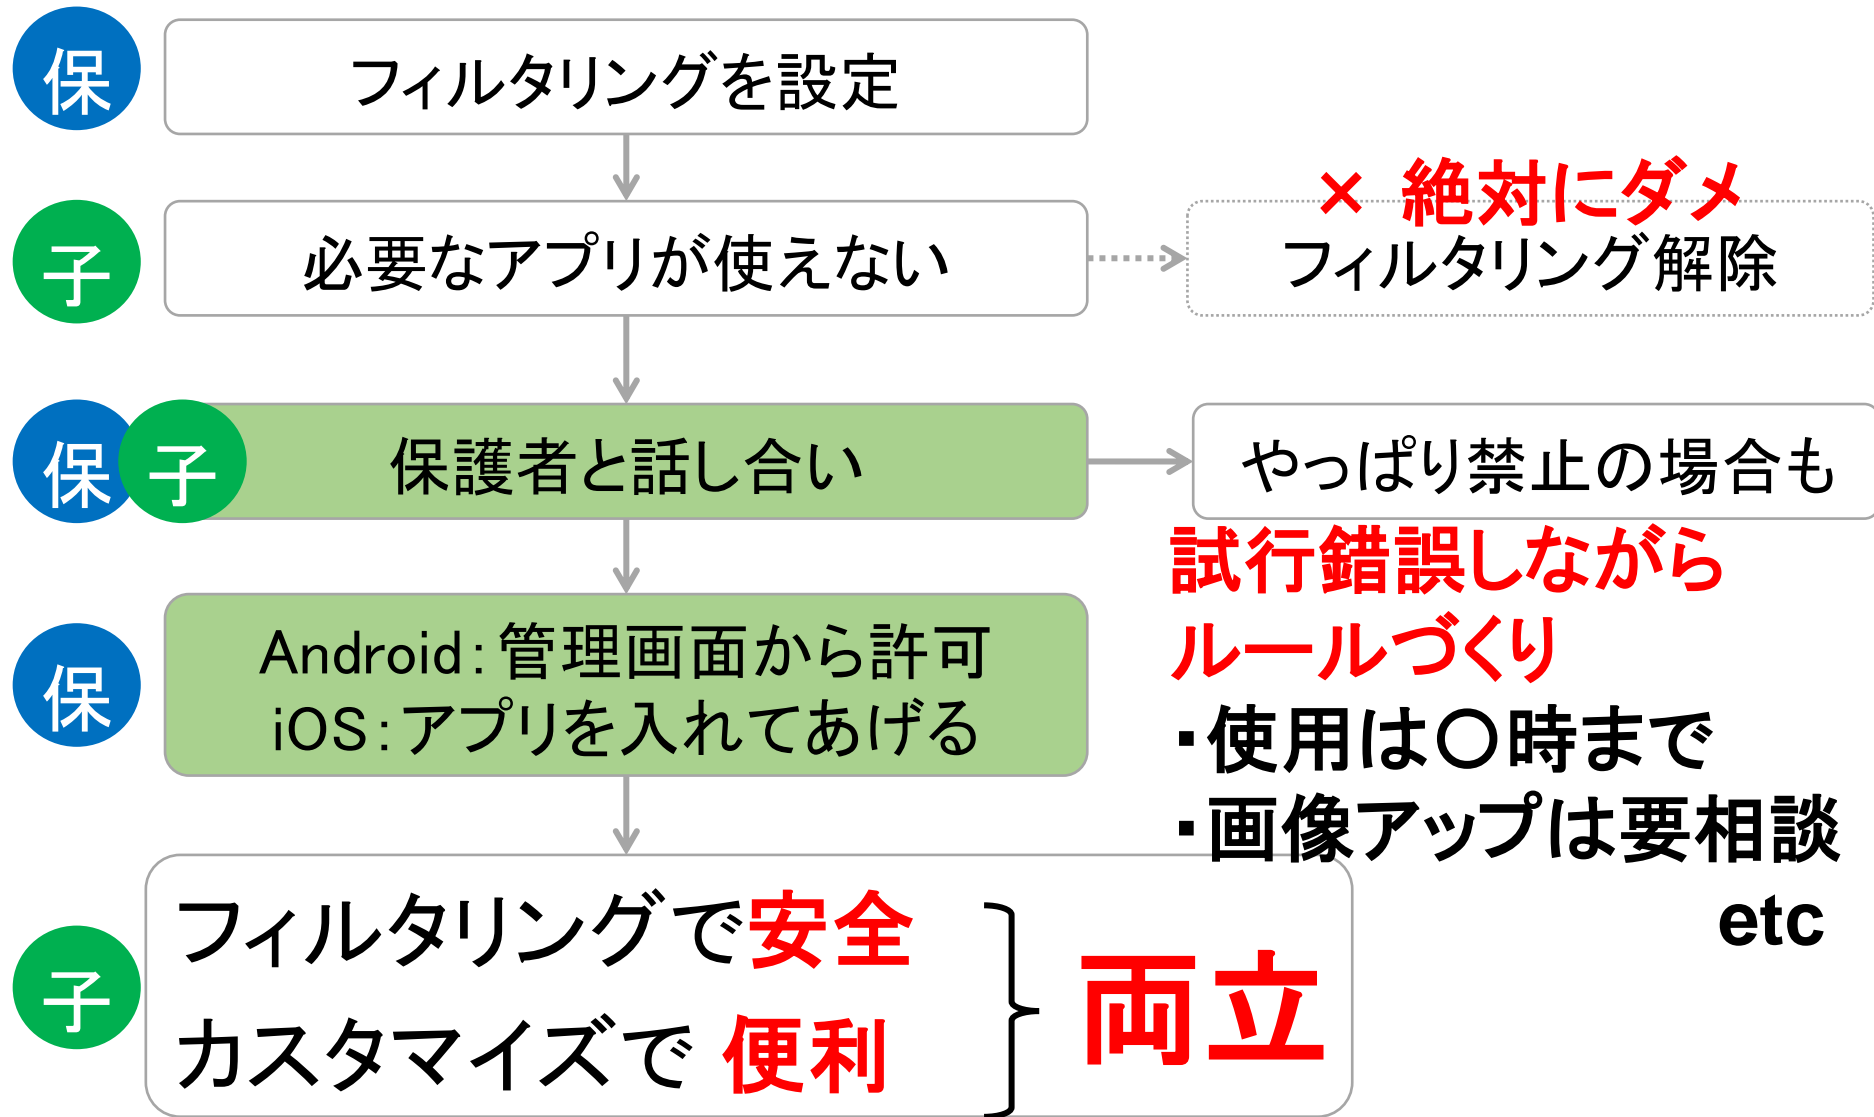 保
フィルタリングを設定
× 絶対にダメ
子
必要なアプリが使えない
フィルタリング解除
保
子
保護者と話し合い
やっぱり禁止の場合も
試行錯誤しながら
ルールづくり
・使用は〇時まで
・画像アップは要相談
etc
保
Android：管理画面から許可
iOS：アプリを入れてあげる
子
フィルタリングで安全
カスタマイズで 便利
両立